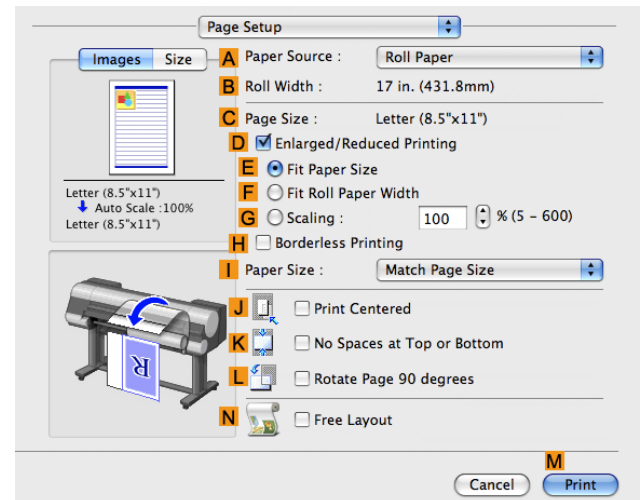 Page Setup
Images Size
A Paper Source : Roll Paper
B Roll Width : 17 in. (431.8mm)
C Page Size : Letter (8.5"x11")
D Enlarged/Reduced Printing
E Fit Paper Size
F Fit Roll Paper Width
Letter (8.5"x11")
Auto Scale :100%
Letter (8.5"x11")
G Scaling : 100 % (5 - 600)
H Borderless Printing
I Paper Size : Match Page Size
J Print Centered
K No Spaces at Top or Bottom
L Rotate Page 90 degrees
R
N Free Layout
M
Cancel Print